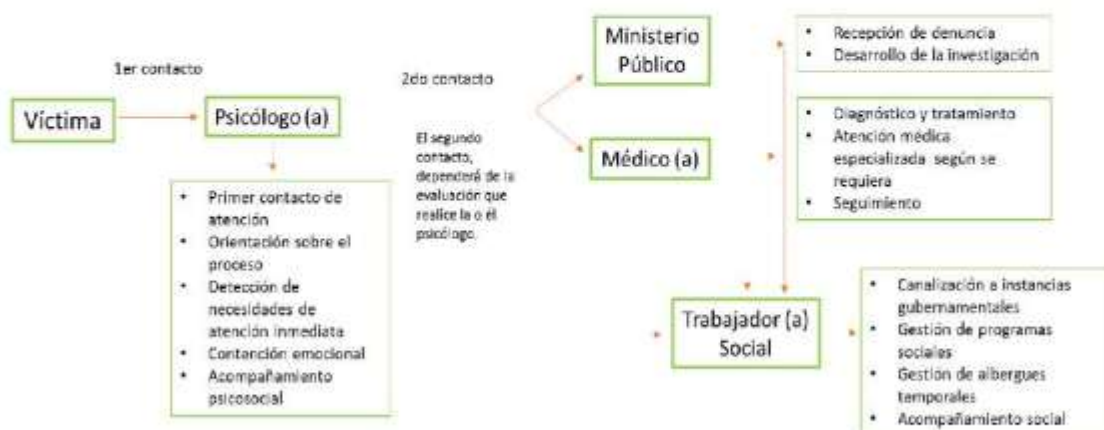 1er contacto
Víctima
Psicólogo (a)
• Primer contacto de
atención
• Orientación sobre el
proceso
• Detección de
necesidades de
atención inmediata
• Contención emocional
• Acompañamiento
psicosocial
2do contacto
El segundo
contacto,
dependerá de la
evaluación que
realice la o él
psicólogo.
Ministerio
Público
• Recepción de denuncia
• Desarrollo de la investigación
Médico (a)
• Diagnóstico y tratamiento
• Atención médica
especializada según se
requiera
• Seguimiento
Trabajador (a)
Social
• Canalización a instancias
gubernamentales
• Gestión de programas
sociales
• Gestión de albergues
temporales
• Acompañamiento social